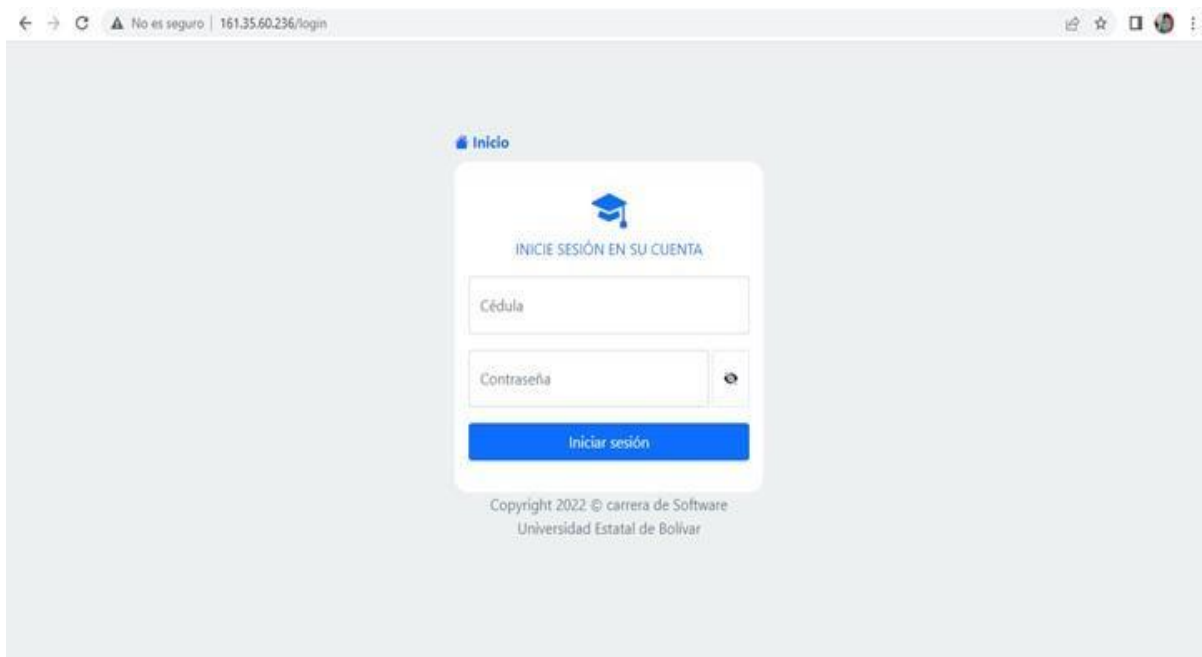 No es seguro | 161.35.60.236/login
Inicio
INICIE SESIÓN EN SU CUENTA
Cédula
Contraseña
Iniciar sesión
Copyright 2022 © carrera de Software
Universidad Estatal de Bolívar